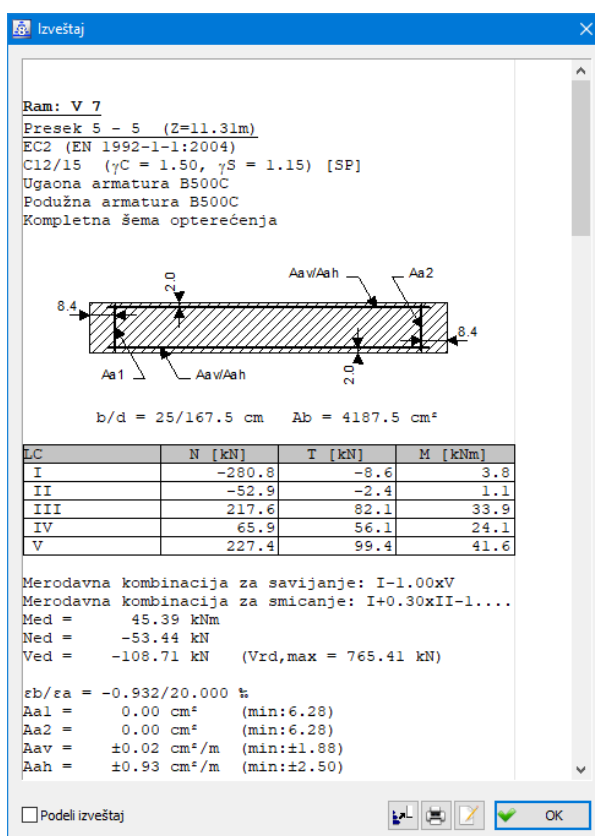 Izveštaj
Ram: V 7
Presek 5 - 5 (Z=11.31m)
EC2 (EN 1992-1-1:2004)
C12/15 (γC = 1.50, γS = 1.15) [SP]
Ugaona armatura B500C
Podužna armatura B500C
Kompletna šema opterećenja
2.0
Aav/Aah
Aa2
8.4
8.4
Aa1
Aav/Aah
2.0
b/d = 25/167.5 cm Ab = 4187.5 cm²
LC N [kN] T [kN] M [kNm]
I -280.8 -8.6 3.8
II -52.9 -2.4 1.1
III 217.6 82.1 33.9
IV 65.9 56.1 24.1
V 227.4 99.4 41.6
Merodavna kombinacija za savijanje: I-1.00xV
Merodavna kombinacija za smicanje: I+0.30xII-1....
Med = 45.39 kNm
Ned = -53.44 kN
Ved = -108.71 kN (Vrd,max = 765.41 kN)
εb/εa = -0.932/20.000 ‰
Aa1 = 0.00 cm² (min:6.28)
Aa2 = 0.00 cm² (min:6.28)
Aav = ±0.02 cm²/m (min:±1.88)
Aah = ±0.93 cm²/m (min:±2.50)
Podeli izveštaj
OK